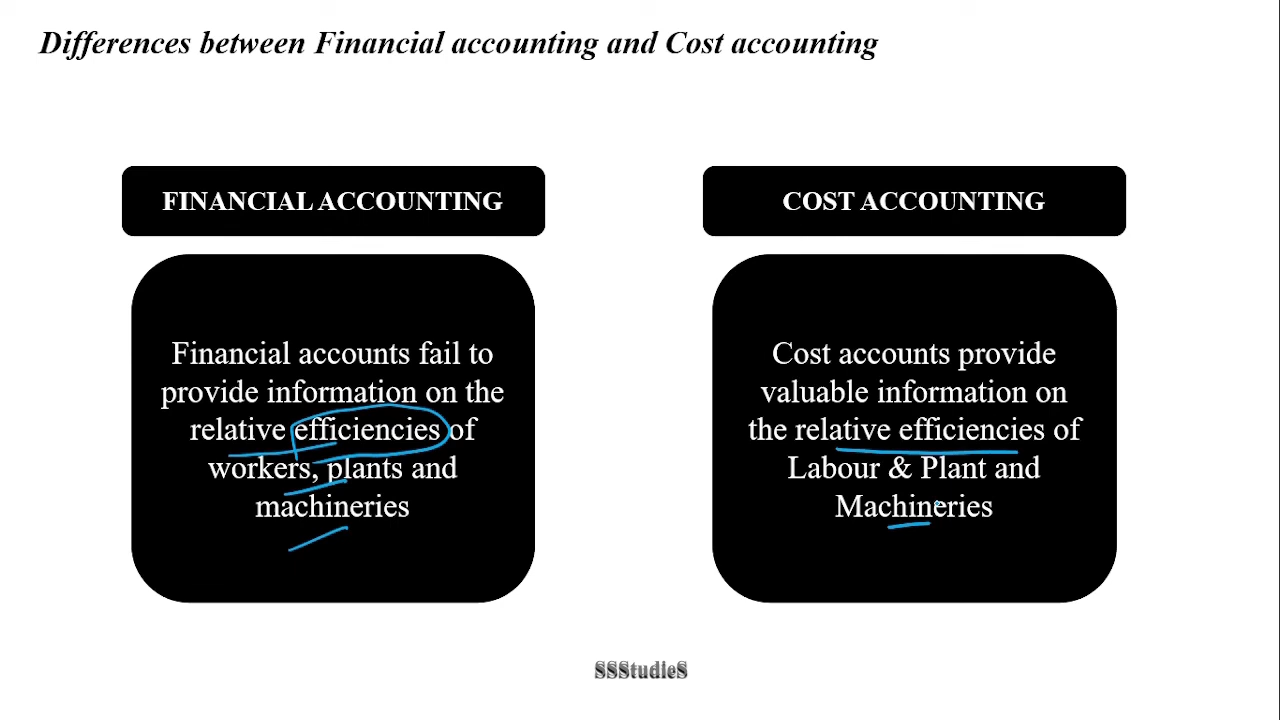 Differences between Financial accounting and Cost accounting
FINANCIAL ACCOUNTING
Financial accounts fail to
provide information on the
relative efficiencies of
workers, plants and
machineries
COST ACCOUNTING
Cost accounts provide
valuable information on
the relative efficiencies of
Labour & Plant and
Machineries
SSStudieS